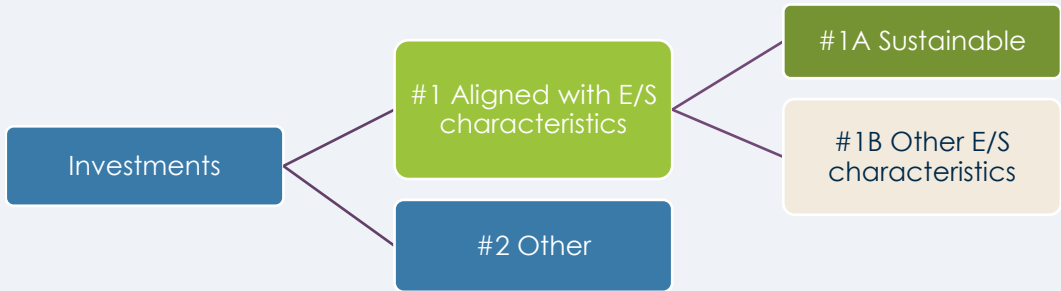 Investments
#1 Aligned with E/S
characteristics
#2 Other
#1A Sustainable
#1B Other E/S
characteristics